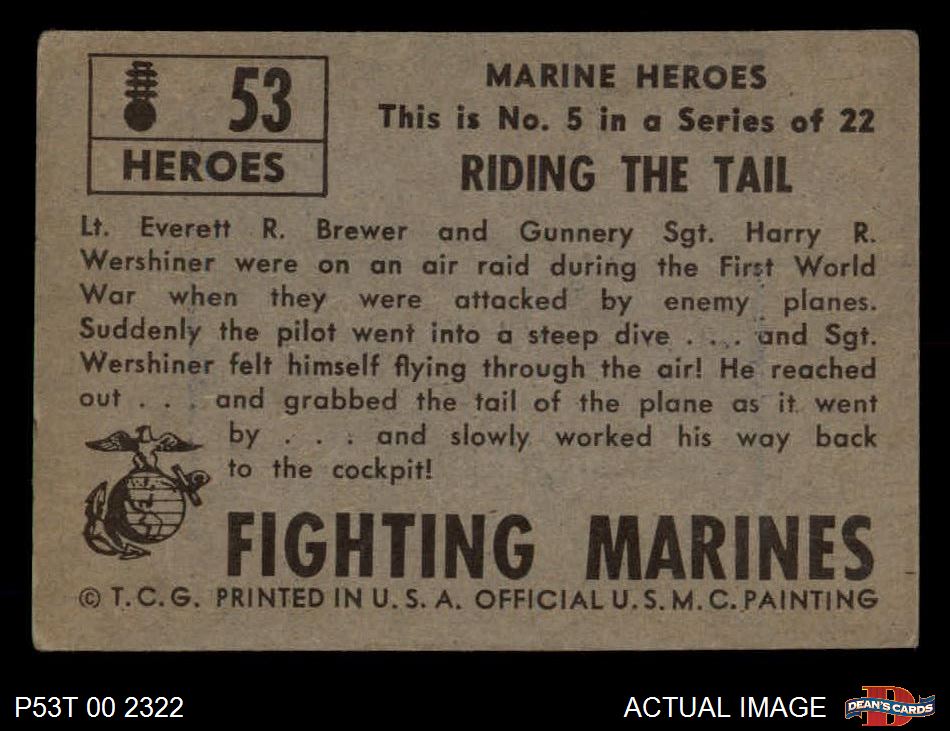 53
HEROES
MARINE HEROES
This is No. 5 in a Series of 22
RIDING THE TAIL
Lt. Everett R. Brewer and Gunnery Sgt. Harry R.
Wershiner were on an air raid during the First World
War when they were attacked by enemy planes.
Suddenly the pilot went into a steep dive . . . and Sgt.
Wershiner felt himself flying through the air! He reached
out . . . and grabbed the tail of the plane as it went
by . . . and slowly worked his way back
to the cockpit!
FIGHTING MARINES
© T.C.G. PRINTED IN U.S.A. OFFICIAL U.S.M.C. PAINTING
P53T 00 2322
ACTUAL IMAGE
D
DEAN'S CARDS